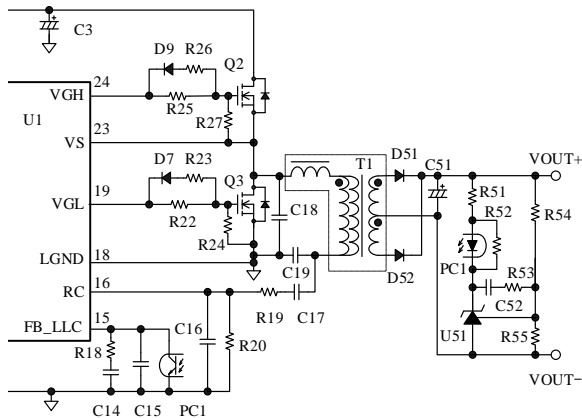 C3
D9 R26
24
Q2
VGH
R25
U1
R27
23
VS
D7 R23
T1
D51
C51
VOUT+
19
Q3
R51
VGL
R22
C18
R52
R54
R24
PC1
LGND
18
C19
D52
R53
16
RC
C52
R19 C17
15
U51
FB_LLC
C16
R20
R55
R18
VOUT−
C14 C15 PC1